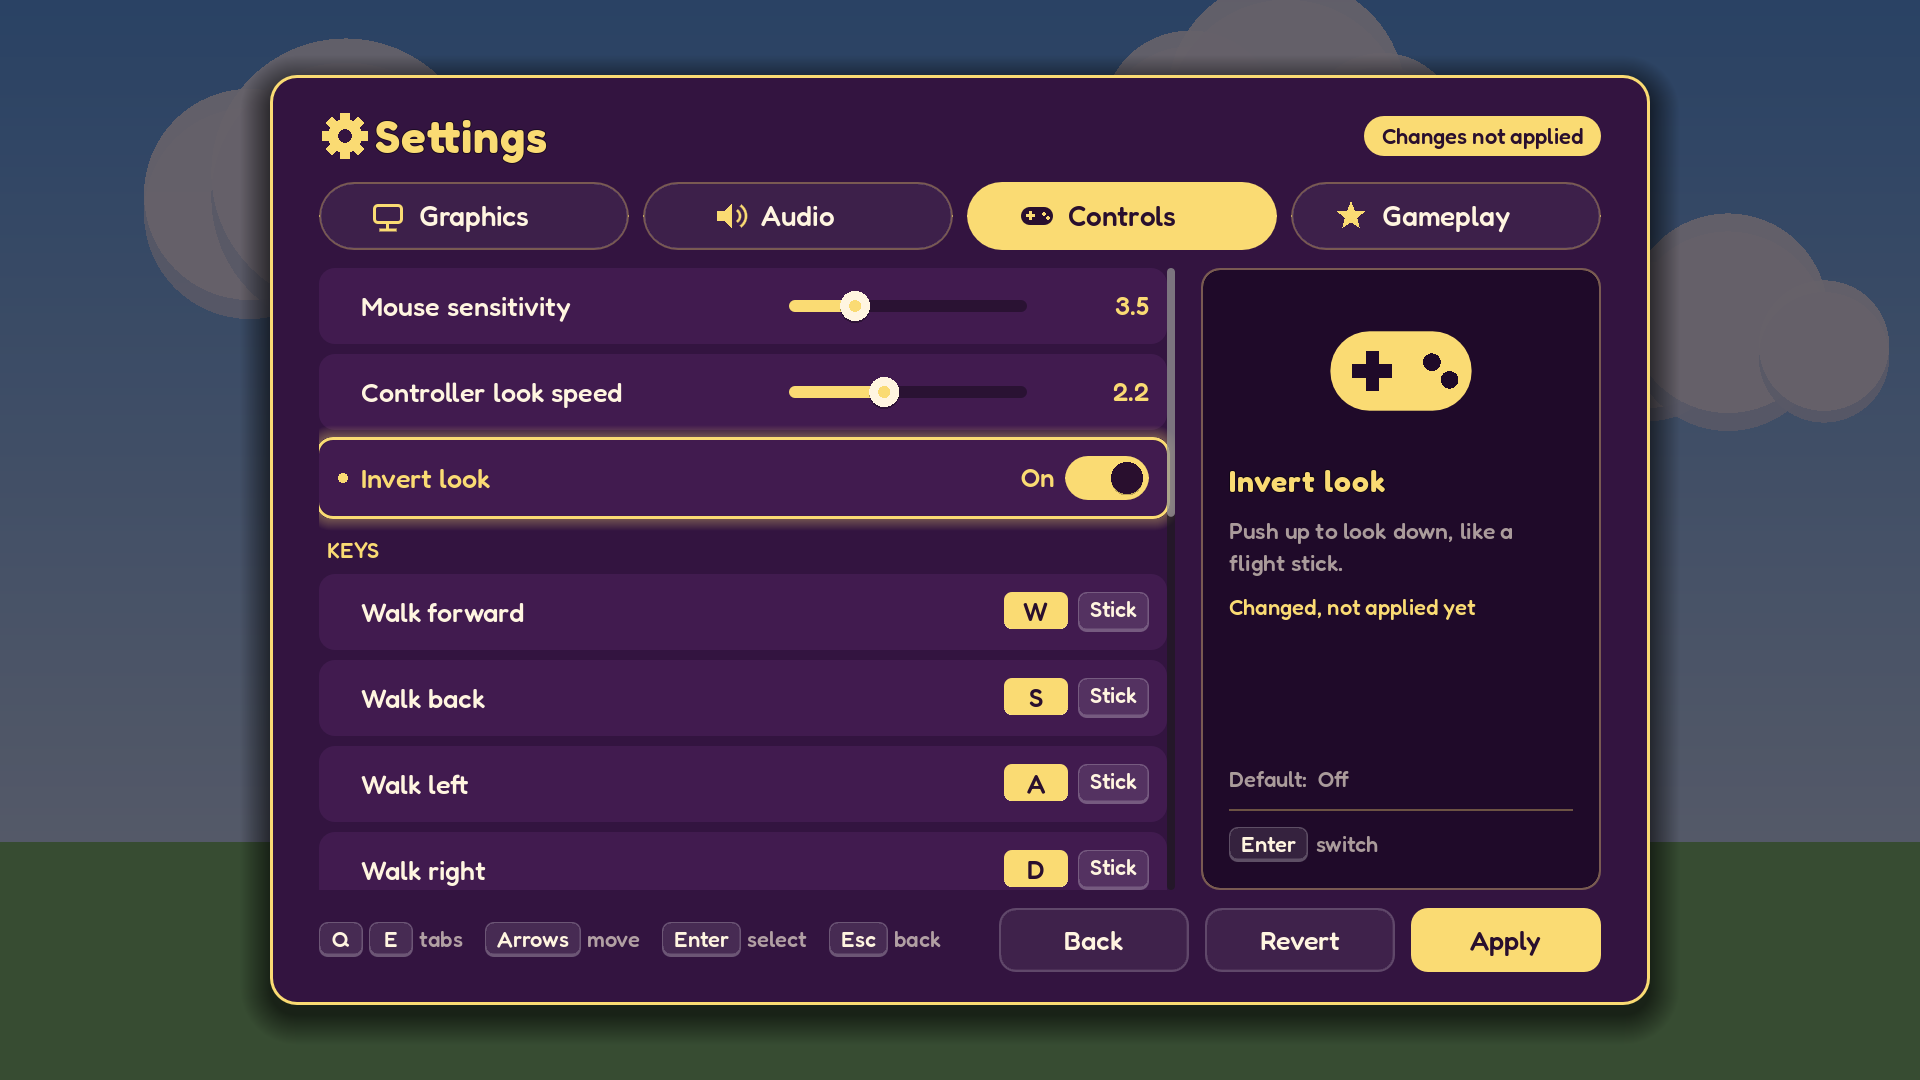 Settings
Changes not applied
Graphics
Audio
Controls
Gameplay
Mouse sensitivity 3.5
Controller look speed 2.2
Invert look On
KEYS
Walk forward W Stick
Walk back S Stick
Walk left A Stick
Walk right D Stick
Invert look
Push up to look down, like a
flight stick.
Changed, not applied yet
Default: Off
Enter switch
Q E tabs Arrows move Enter select Esc back
Back
Revert
Apply